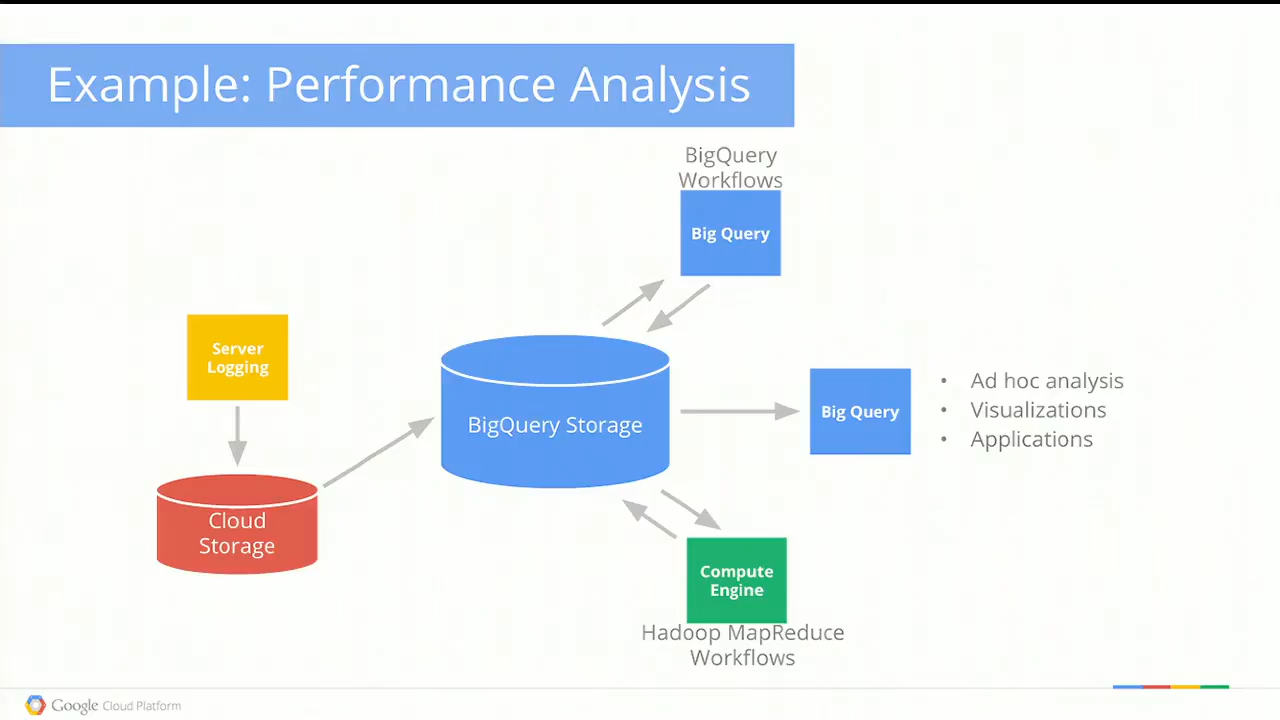 Example: Performance Analysis
BigQuery
Workflows
Big Query
Server
Logging
BigQuery Storage
Big Query
• Ad hoc analysis
• Visualizations
• Applications
Cloud
Storage
Compute
Engine
Hadoop MapReduce
Workflows
Google Cloud Platform